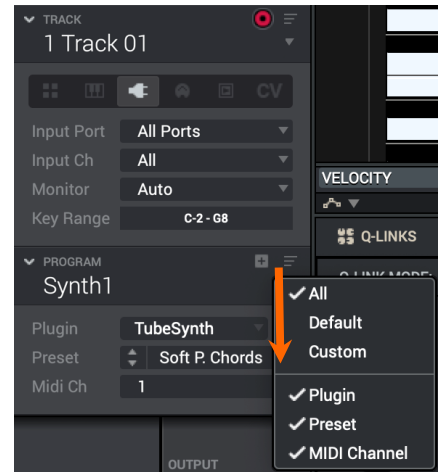 TRACK
1 Track 01
CV
Input Port All Ports
Input Ch All
Monitor Auto
Key Range C-2 - G8
VELOCITY
Q-LINKS
PROGRAM
Synth1
Plugin TubeSynth
Preset Soft P. Chords
Midi Ch 1
All
Default
Custom
Plugin
Preset
MIDI Channel
OUTPUT